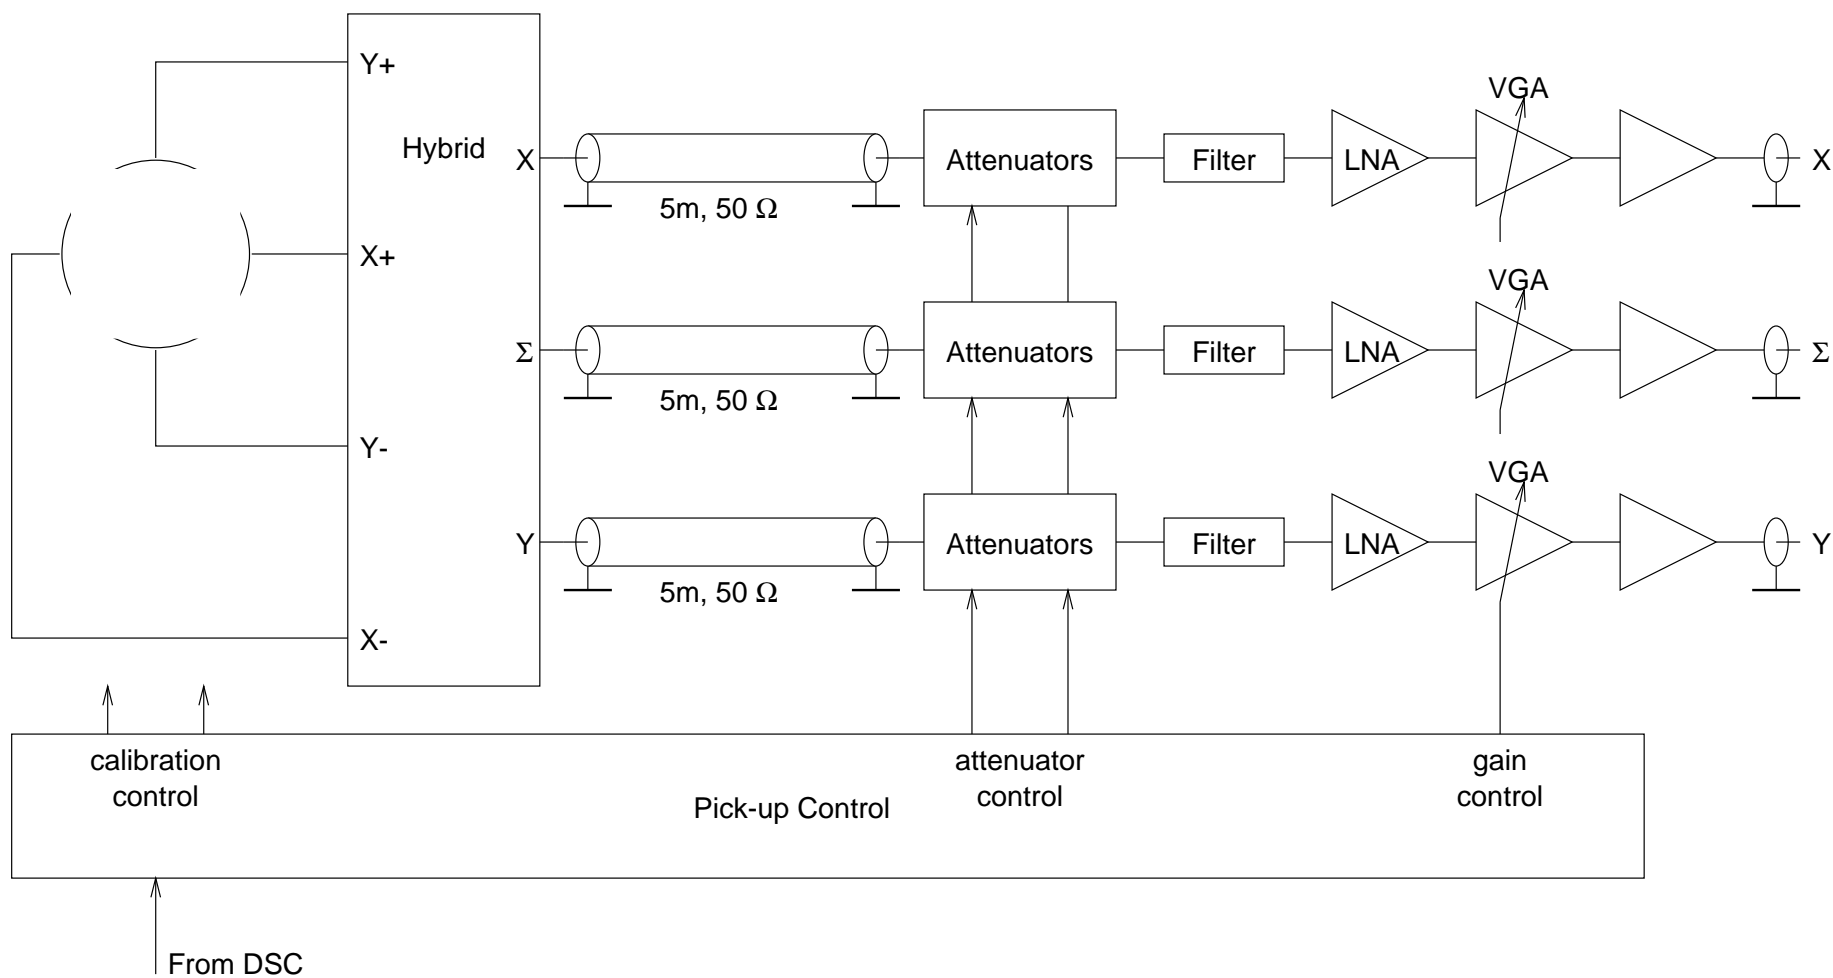 Y+
Hybrid
X
X+
Σ
Y-
Y
X-
5m, 50 Ω
Attenuators
Filter
LNA
VGA
X
5m, 50 Ω
Attenuators
Filter
LNA
VGA
Σ
5m, 50 Ω
Attenuators
Filter
LNA
VGA
Y
calibration
control
Pick-up Control
attenuator
control
gain
control
From DSC